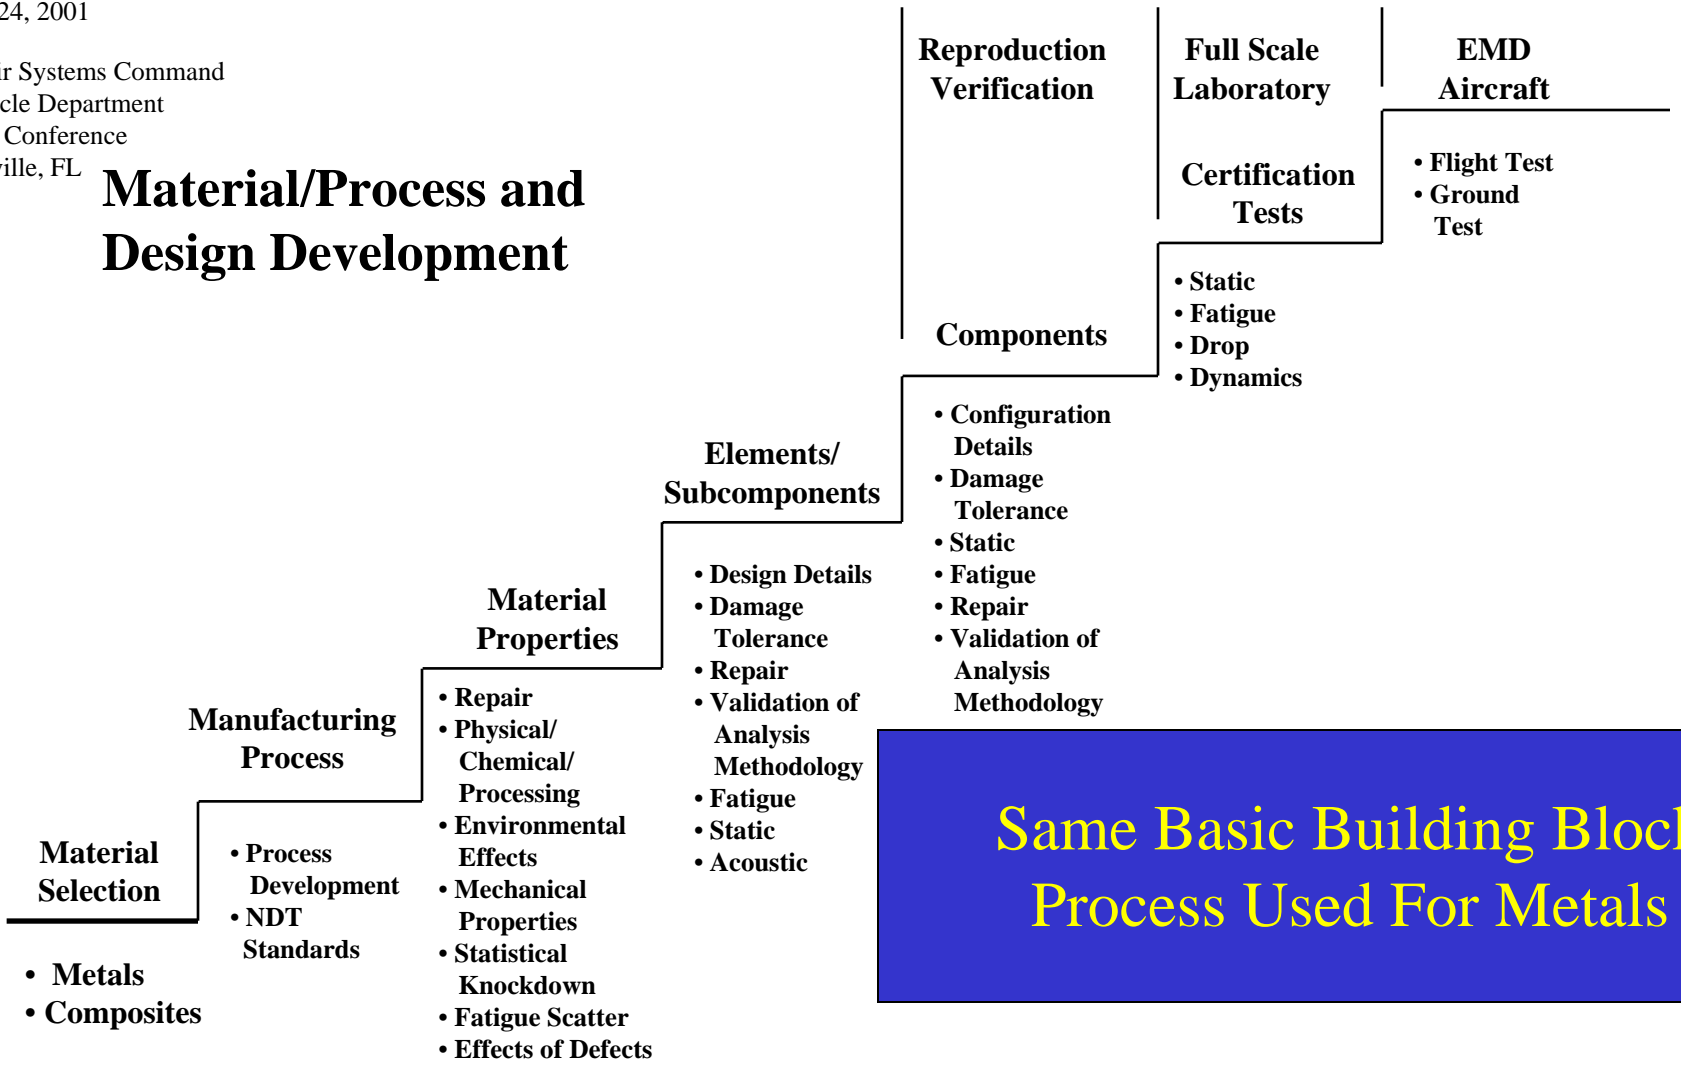 24, 2001
ir Systems Command
cle Department
Conference
ville, FL
Material/Process and
Design Development
Reproduction
Verification
Full Scale
Laboratory
EMD
Aircraft
Certification
Tests
• Flight Test
• Ground
Test
• Static
• Fatigue
• Drop
• Dynamics
Components
• Configuration
Details
• Damage
Tolerance
• Static
• Fatigue
• Repair
• Validation of
Analysis
Methodology
Elements/
Subcomponents
• Design Details
• Damage
Tolerance
• Repair
• Validation of
Analysis
Methodology
• Fatigue
• Static
• Acoustic
Material
Properties
• Repair
• Physical/
Chemical/
Processing
• Environmental
Effects
• Mechanical
Properties
• Statistical
Knockdown
• Fatigue Scatter
• Effects of Defects
Manufacturing
Process
• Process
Development
• NDT
Standards
Material
Selection
• Metals
• Composites
Same Basic Building Bloc
Process Used For Metals